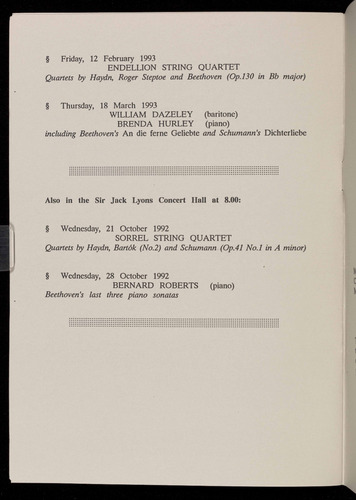 § Friday, 12 February 1993
ENDELLION STRING QUARTET
Quartets by Haydn, Roger Steptoe and Beethoven (Op.130 in Bb major)
§ Thursday, 18 March 1993
WILLIAM DAZELEY (baritone)
BRENDA HURLEY (piano)
including Beethoven's An die ferne Geliebte and Schumann's Dichterliebe
Also in the Sir Jack Lyons Concert Hall at 8.00:
§ Wednesday, 21 October 1992
SORREL STRING QUARTET
Quartets by Haydn, Bartók (No.2) and Schumann (Op.41 No.1 in A minor)
§ Wednesday, 28 October 1992
BERNARD ROBERTS (piano)
Beethoven's last three piano sonatas